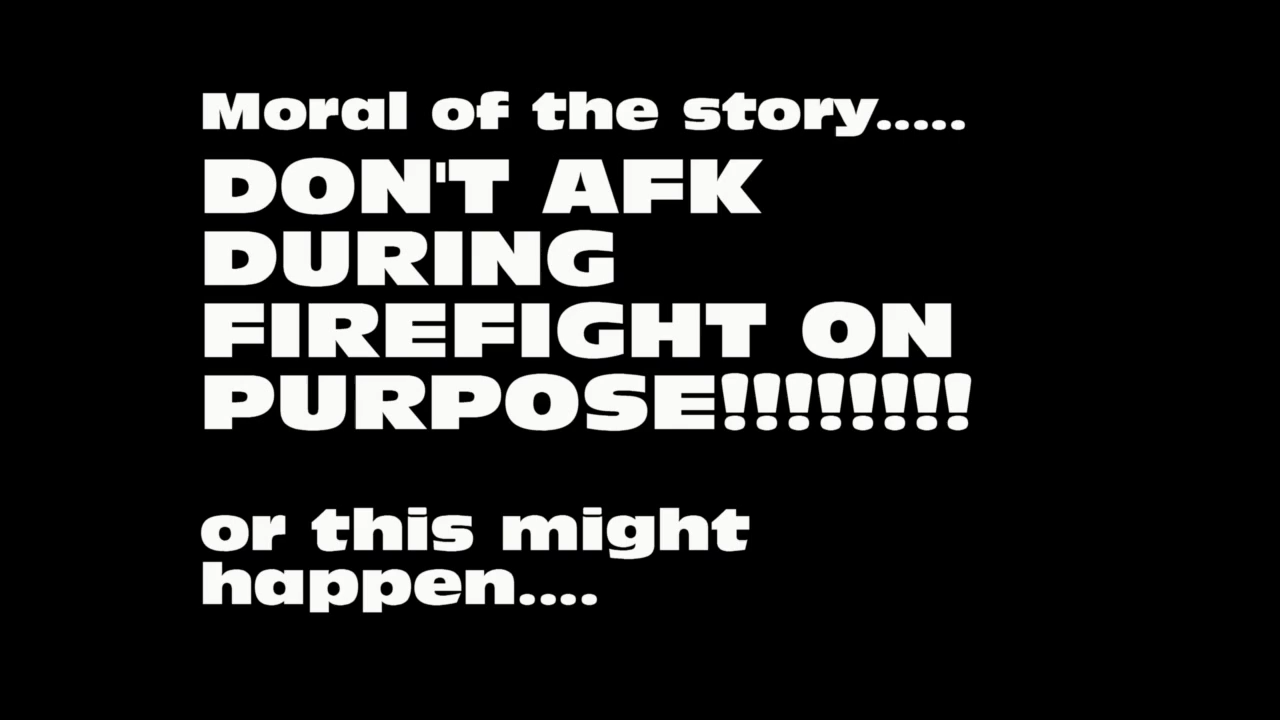 Moral of the story.....
DON'T AFK
DURING
FIREFIGHT ON
PURPOSE!!!!!!!!
or this might
happen....